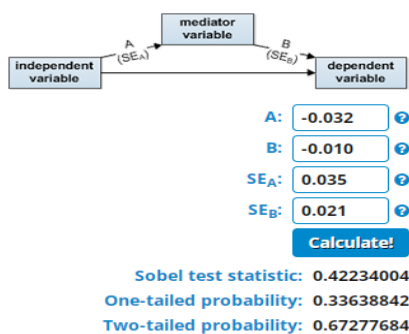 mediator
variable
A
(SEA)
B
(SEB)
independent
variable
dependent
variable
A: -0.032 ?
B: -0.010 ?
SEA: 0.035 ?
SEB: 0.021 ?
Calculate!
Sobel test statistic: 0.42234004
One-tailed probability: 0.33638842
Two-tailed probability: 0.67277684